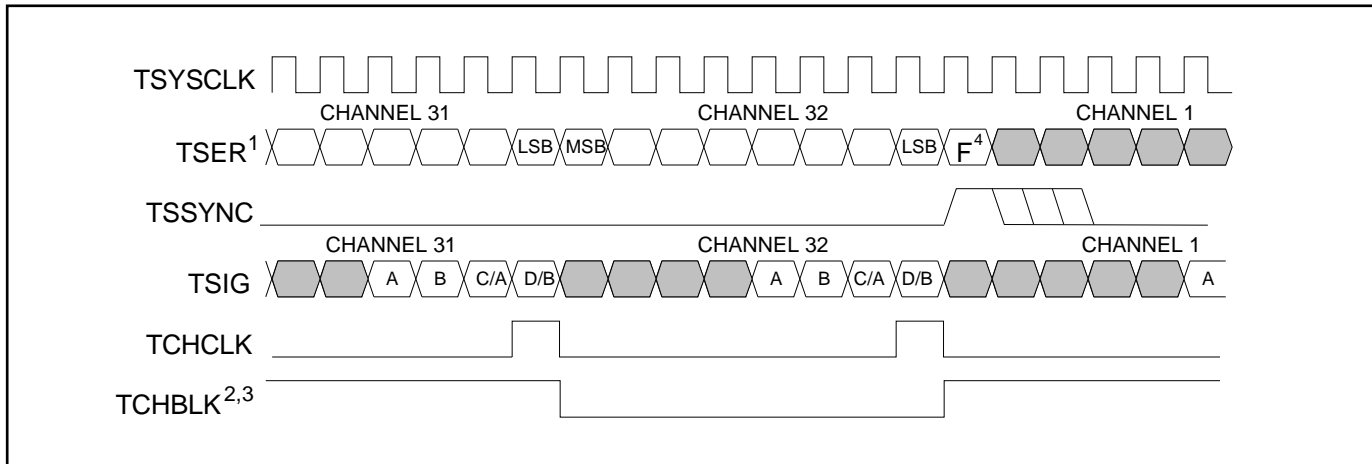 TSYSCLK
CHANNEL 31 CHANNEL 32 CHANNEL 1
TSER1 LSB MSB LSB F4
TSSYNC
CHANNEL 31 CHANNEL 32 CHANNEL 1
TSIG A B C/A D/B A B C/A D/B A
TCHCLK
TCHBLK2,3